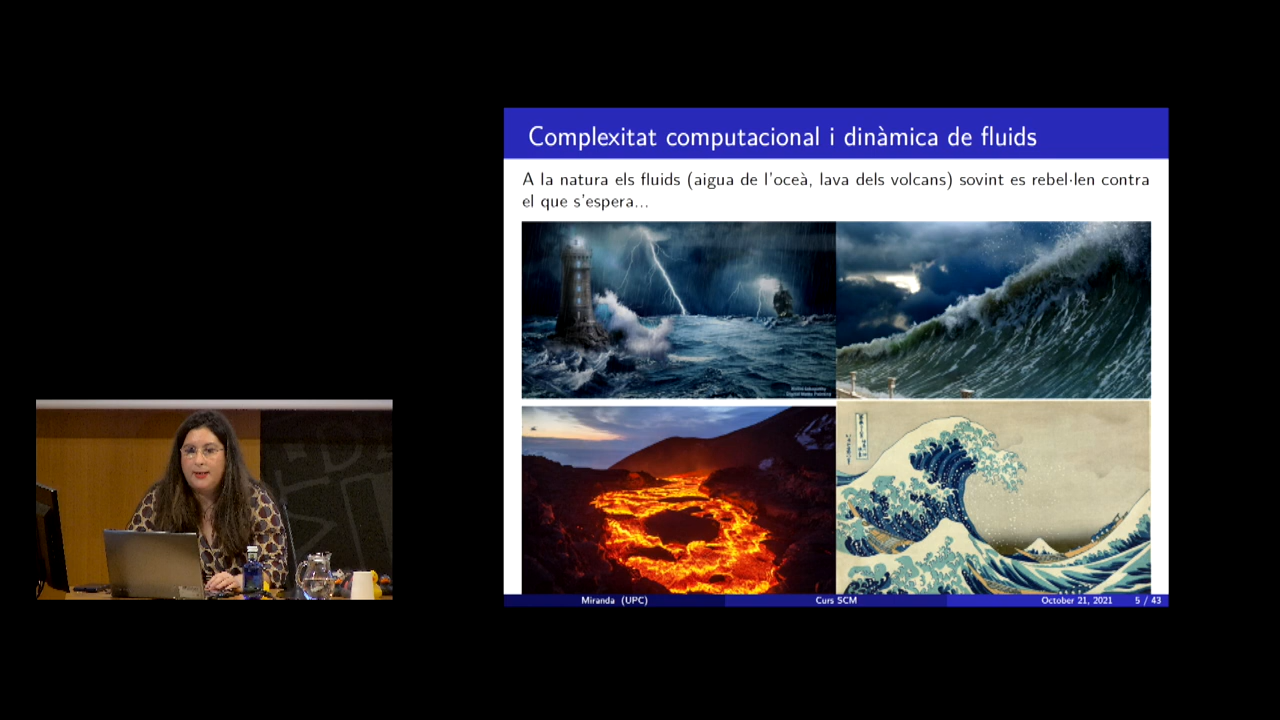 Complexitat computacional i dinàmica de fluids
A la natura els fluids (aigua de l'oceà, lava dels volcans) sovint es rebel·len contra
el que s'espera...
Miranda (UPC)
Curs SCM
October 21, 2021
5 / 43